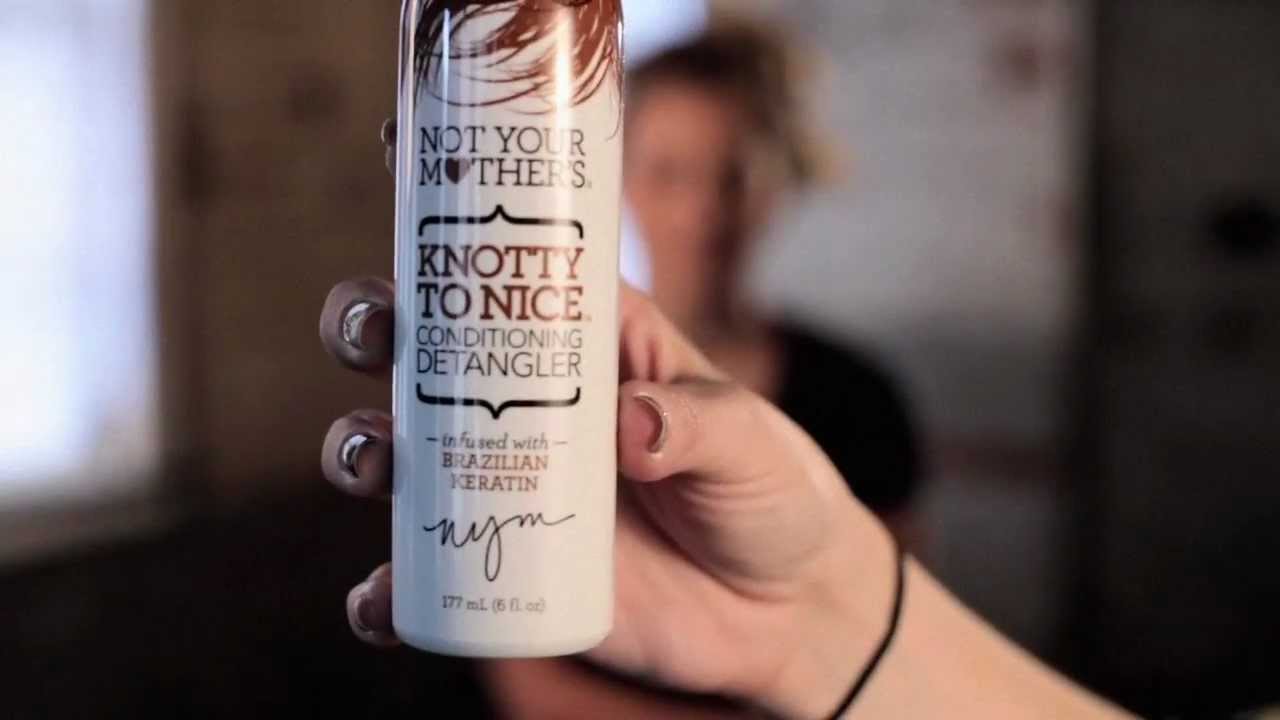 NOT YOUR
MOTHER'S®
KNOTTY
TO NICE®
CONDITIONING
DETANGLER
—infused with—
BRAZILIAN
KERATIN
nym
177 mL (6 fl. oz)